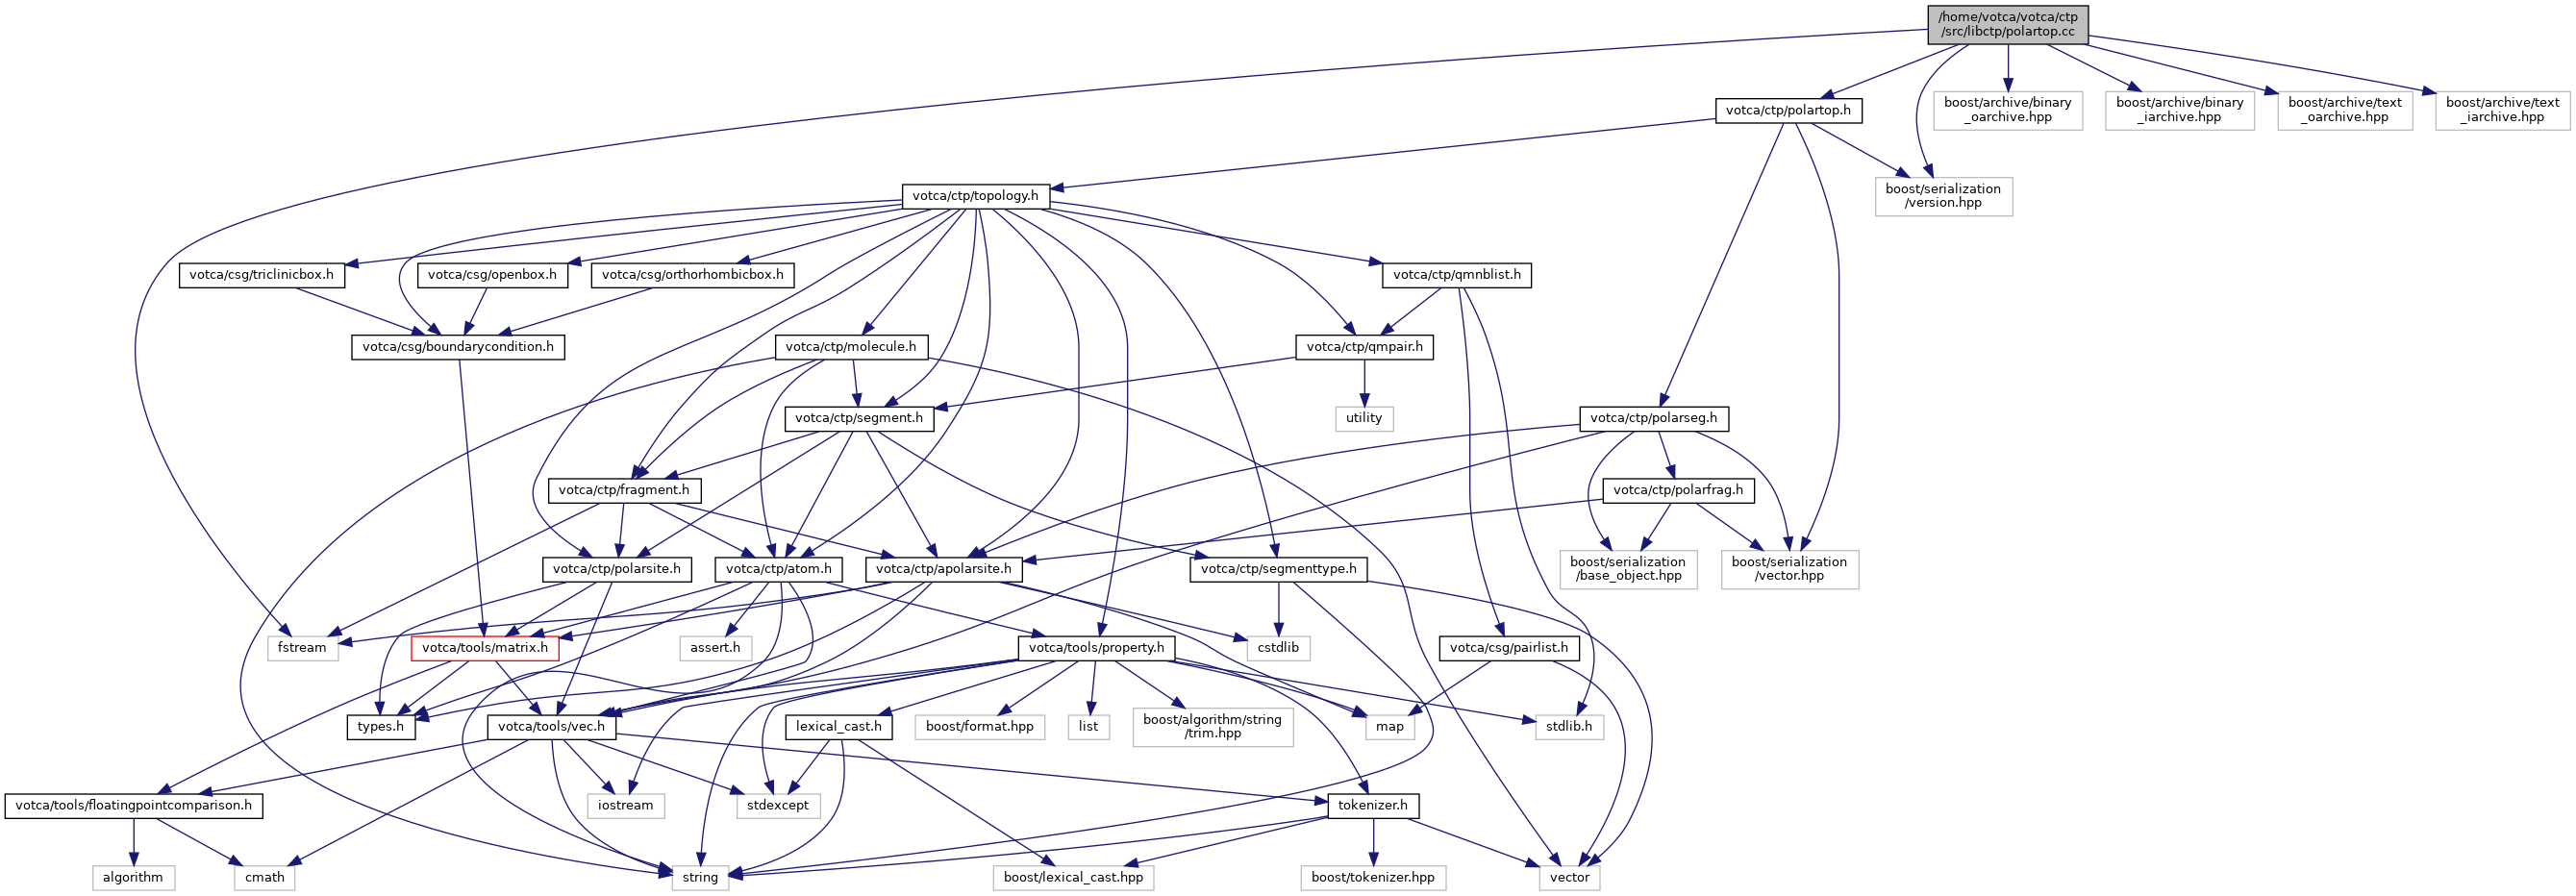 /home/votca/votca/ctp
/src/libctp/polartop.cc
votca/ctp/polartop.h
boost/archive/binary
_oarchive.hpp
boost/archive/binary
_iarchive.hpp
boost/archive/text
_oarchive.hpp
boost/archive/text
_iarchive.hpp
votca/ctp/topology.h
boost/serialization
/version.hpp
votca/csg/triclinicbox.h
votca/csg/openbox.h
votca/csg/orthorhombicbox.h
votca/ctp/qmnblist.h
votca/csg/boundarycondition.h
votca/ctp/molecule.h
votca/ctp/qmpair.h
votca/ctp/segment.h
utility
votca/ctp/polarseg.h
votca/ctp/fragment.h
votca/ctp/polarfrag.h
votca/ctp/polarsite.h
votca/ctp/atom.h
votca/ctp/apolarsite.h
votca/ctp/segmenttype.h
boost/serialization
/base_object.hpp
boost/serialization
/vector.hpp
fstream
votca/tools/matrix.h
assert.h
votca/tools/property.h
cstdlib
votca/csg/pairlist.h
types.h
votca/tools/vec.h
lexical_cast.h
boost/format.hpp
list
boost/algorithm/string
/trim.hpp
map
stdlib.h
votca/tools/floatingpointcomparison.h
iostream
stdexcept
tokenizer.h
algorithm
cmath
string
boost/lexical_cast.hpp
boost/tokenizer.hpp
vector